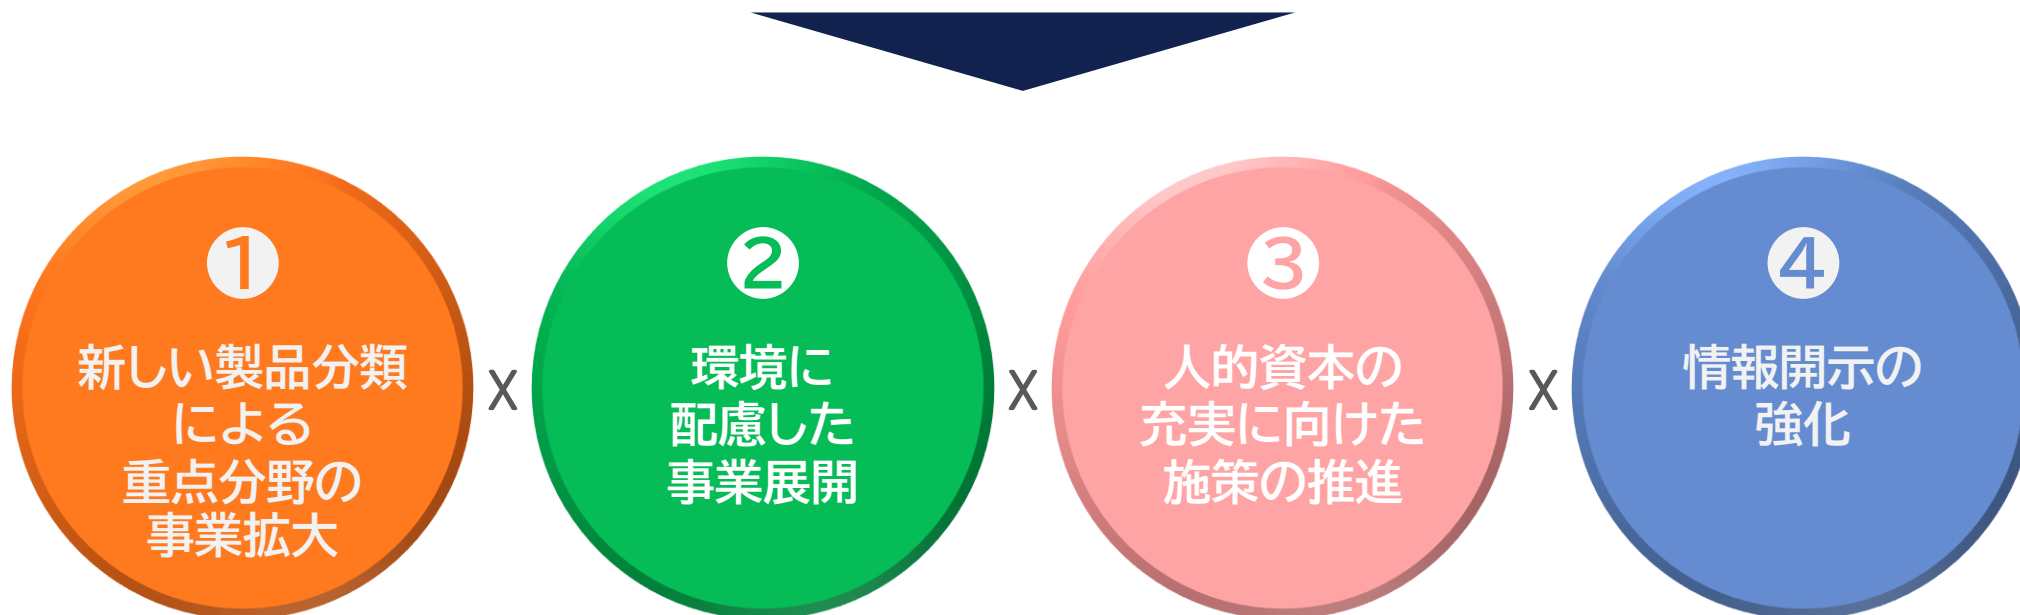 ❶
新しい製品分類
による
重点分野の
事業拡大
X
❷
環境に
配慮した
事業展開
X
❸
人的資本の
充実に向けた
施策の推進
X
❹
情報開示の
強化